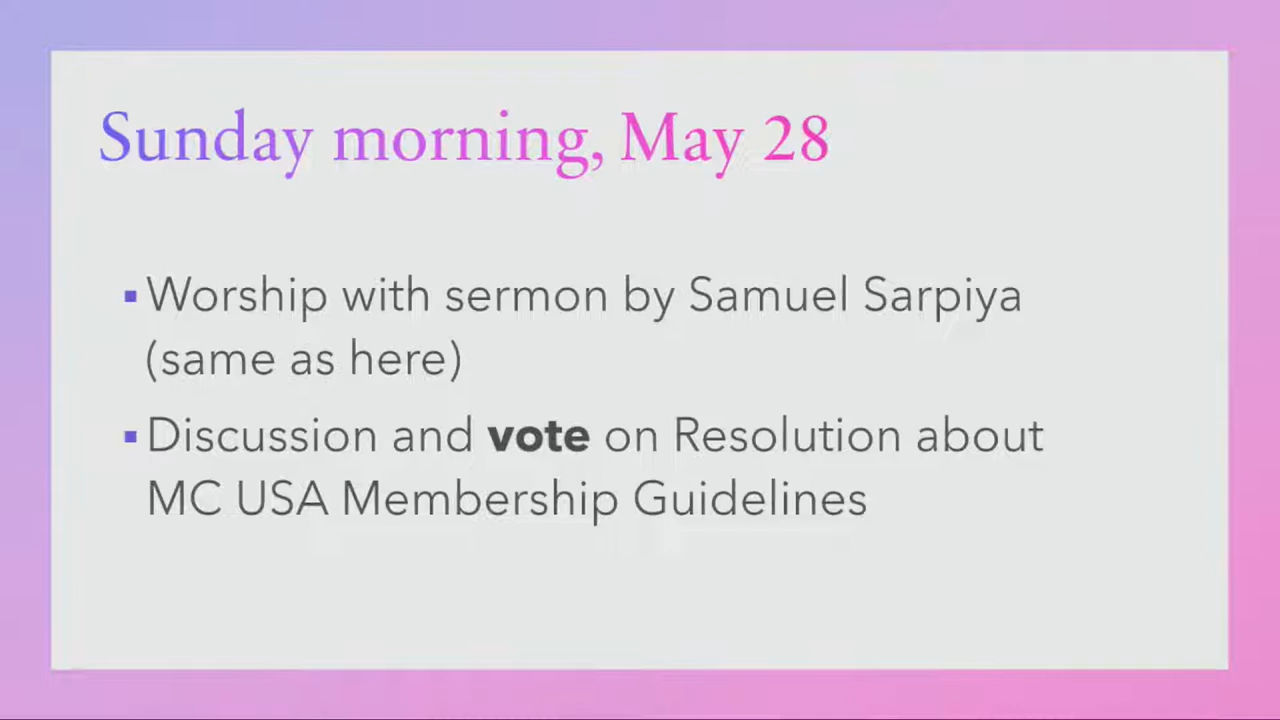 Sunday morning, May 28
▪Worship with sermon by Samuel Sarpiya
(same as here)
▪Discussion and vote on Resolution about
MC USA Membership Guidelines